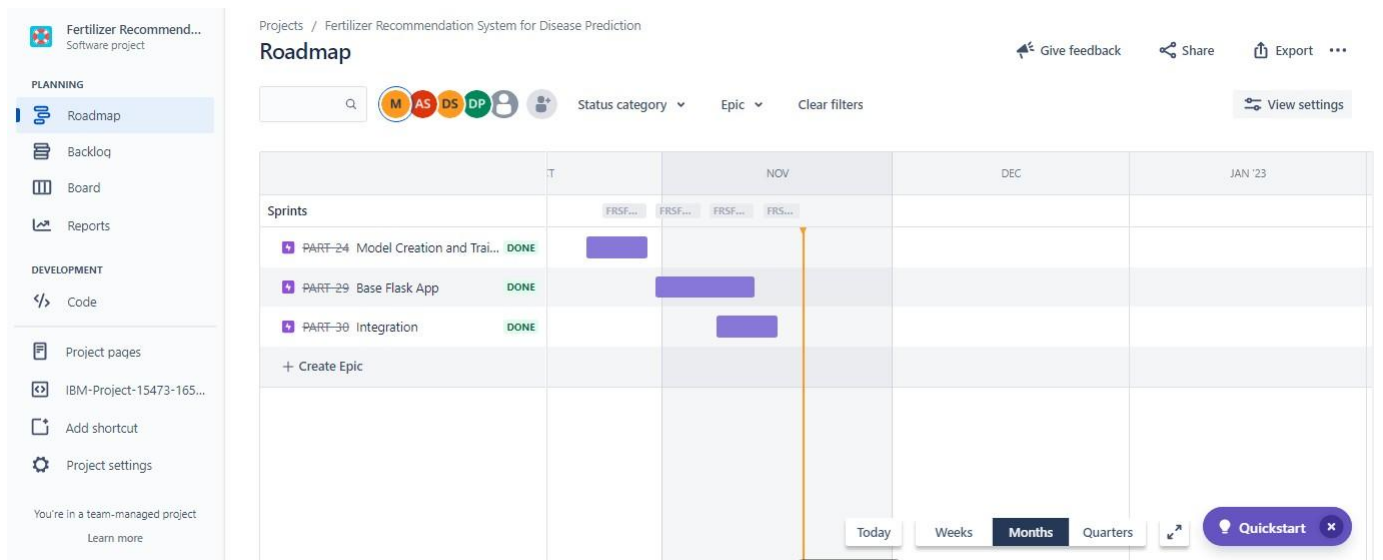 Fertilizer Recommend...
Software project
PLANNING
Roadmap
Backlog
Board
Reports
DEVELOPMENT
Code
Project pages
IBM-Project-15473-165...
Add shortcut
Project settings
You're in a team-managed project
Learn more
Projects / Fertilizer Recommendation System for Disease Prediction
Roadmap
Give feedback
Share
Export
M AS DS DP
Status category
Epic
Clear filters
View settings
CT NOV DEC JAN '23
Sprints FRSF... FRSF... FRSF... FRS...
PART-24 Model Creation and Trai... DONE
PART-29 Base Flask App DONE
PART-30 Integration DONE
+ Create Epic
Today Weeks Months Quarters
Quickstart